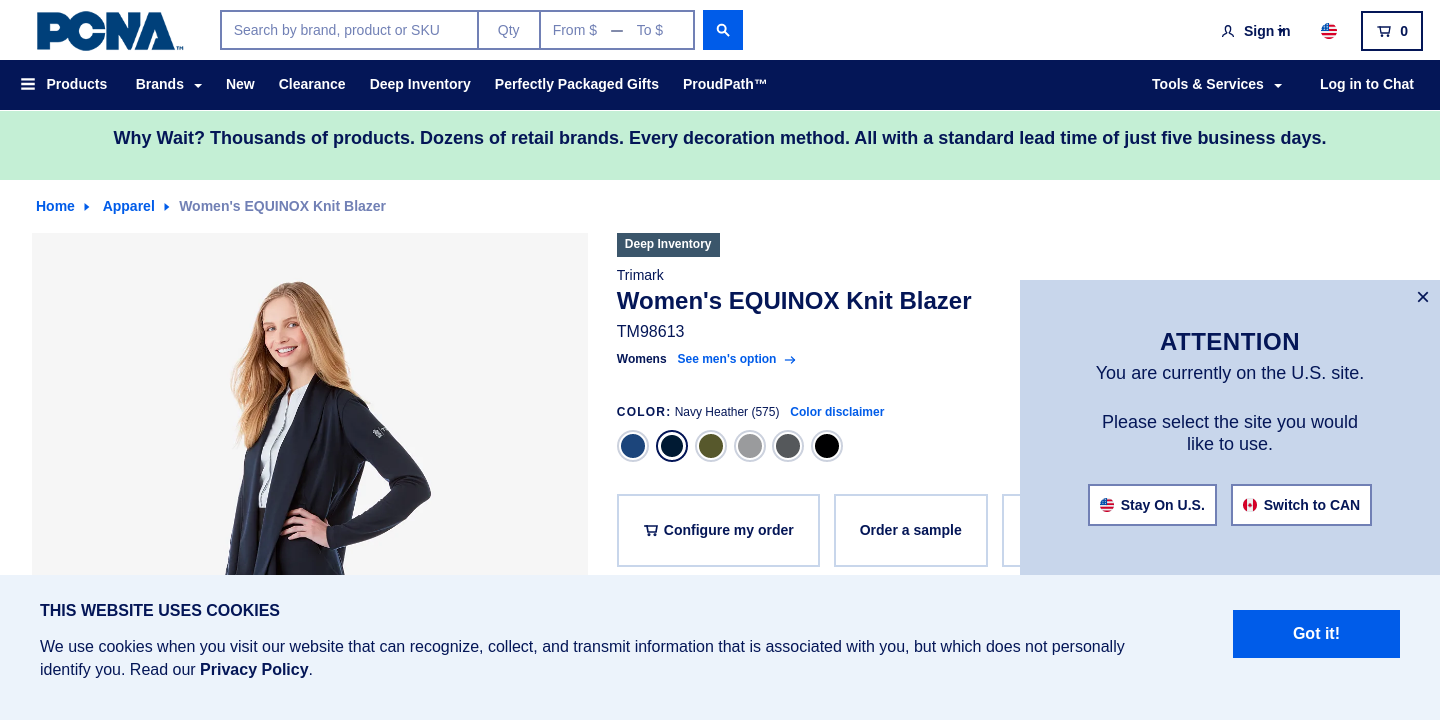 PCNA™
Search by brand, product or SKU
Qty
From $ — To $
Sign in
0
Products
Brands
New
Clearance
Deep Inventory
Perfectly Packaged Gifts
ProudPath™
Tools & Services
Log in to Chat
Why Wait? Thousands of products. Dozens of retail brands. Every decoration method. All with a standard lead time of just five business days.
Home
Apparel
Women's EQUINOX Knit Blazer
Deep Inventory
Trimark
Women's EQUINOX Knit Blazer
TM98613
Womens See men's option
COLOR: Navy Heather (575) Color disclaimer
Configure my order
Order a sample
×
ATTENTION
You are currently on the U.S. site.
Please select the site you would
like to use.
Stay On U.S.
Switch to CAN
THIS WEBSITE USES COOKIES
We use cookies when you visit our website that can recognize, collect, and transmit information that is associated with you, but which does not personally
identify you. Read our Privacy Policy.
Got it!